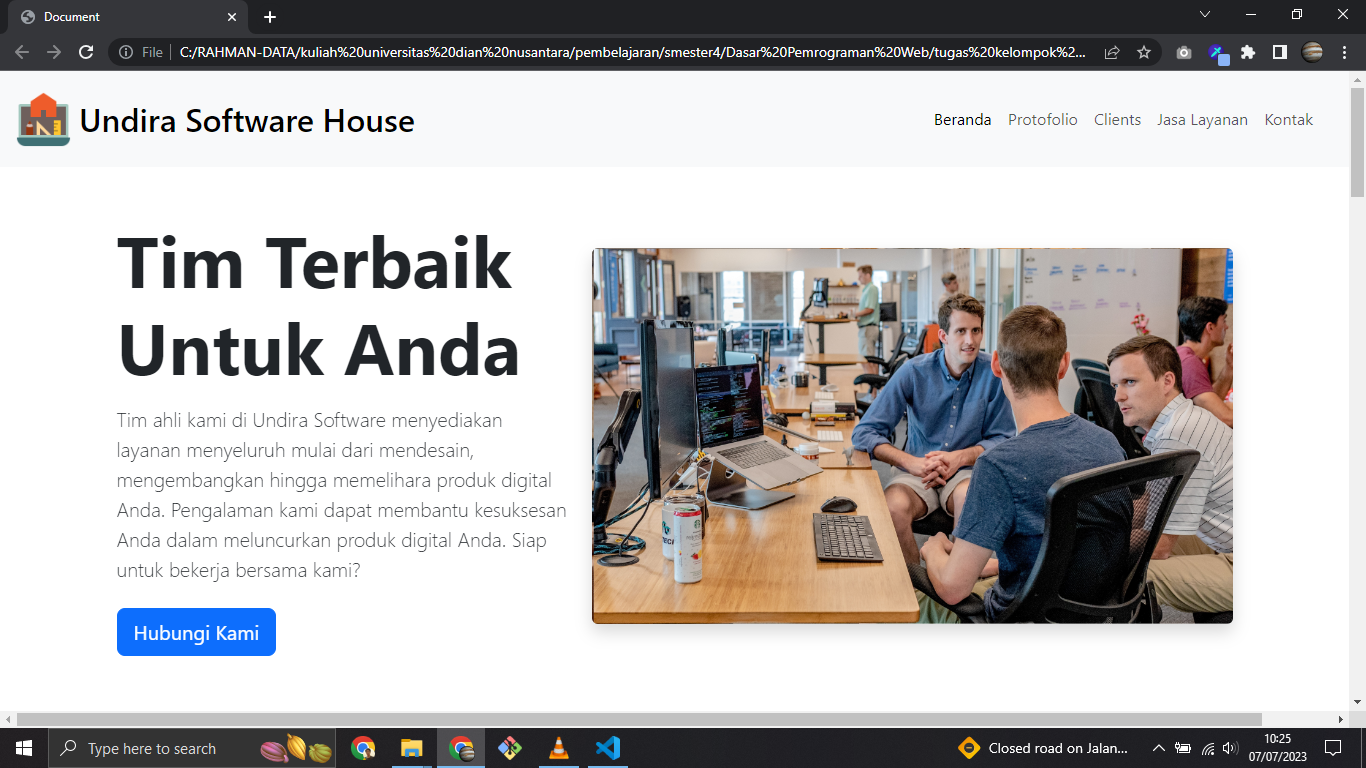 Document
File
C:/RAHMAN-DATA/kuliah%20universitas%20dian%20nusantara/pembelajaran/smester4/Dasar%20Pemrograman%20Web/tugas%20kelompok%2...
Undira Software House
Beranda Protofolio Clients Jasa Layanan Kontak
Tim Terbaik
Untuk Anda
Tim ahli kami di Undira Software menyediakan
layanan menyeluruh mulai dari mendesain,
mengembangkan hingga memelihara produk digital
Anda. Pengalaman kami dapat membantu kesuksesan
Anda dalam meluncurkan produk digital Anda. Siap
untuk bekerja bersama kami?
Hubungi Kami
Type here to search
Closed road on Jalan...
10:25
07/07/2023